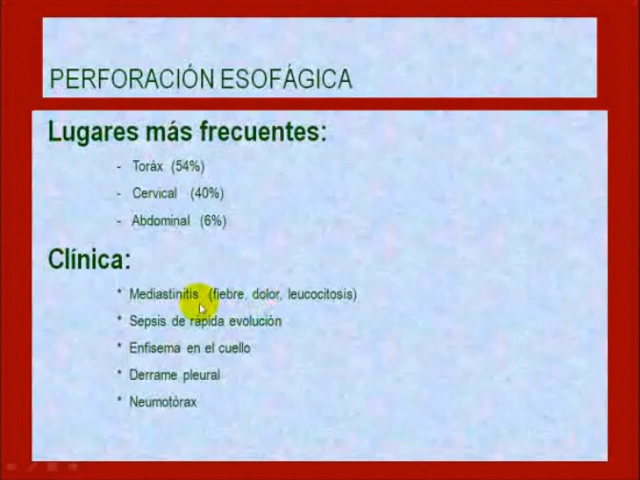 PERFORACIÓN ESOFÁGICA
Lugares más frecuentes:
- Toráx (54%)
- Cervical (40%)
- Abdominal (6%)
Clínica:
* Mediastinitis (fiebre, dolor, leucocitosis)
* Sepsis de rápida evolución
* Enfisema en el cuello
* Derrame pleural
* Neumotórax